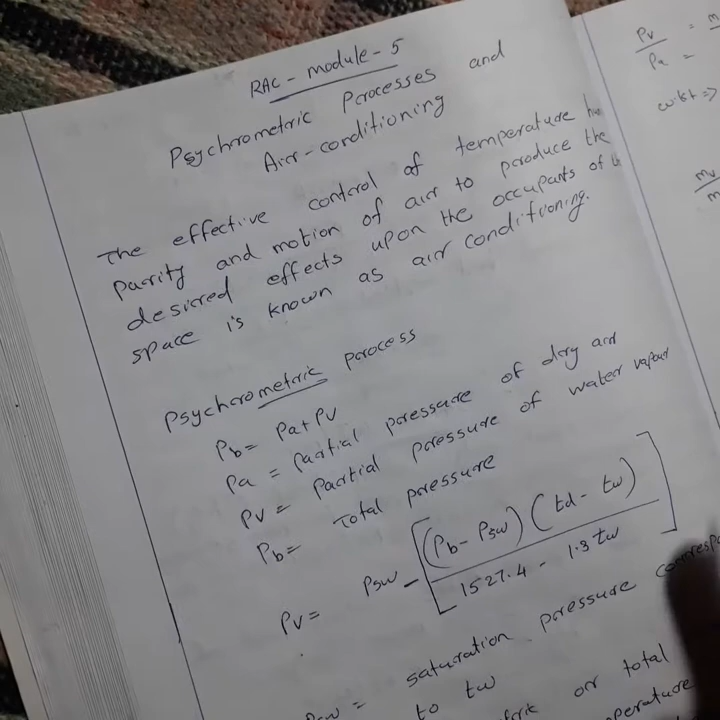 RAC - module - 5
Psychrometric Processes and
Air-conditioning
The effective control of temperature
purity and motion of air to produce the
desired effects upon the occupants of
space is known as air conditioning.
Psychrometric process
Pb = Pa + Pv
Pa = partial pressure of dry air
Pv = partial pressure of water vapour
Pb = Total pressure
Pv = Psw - [(Pb - Psw) (td - tw) / 1527.4 - 1.3 tw]
saturation pressure
to tw
or total
Pv
Pa